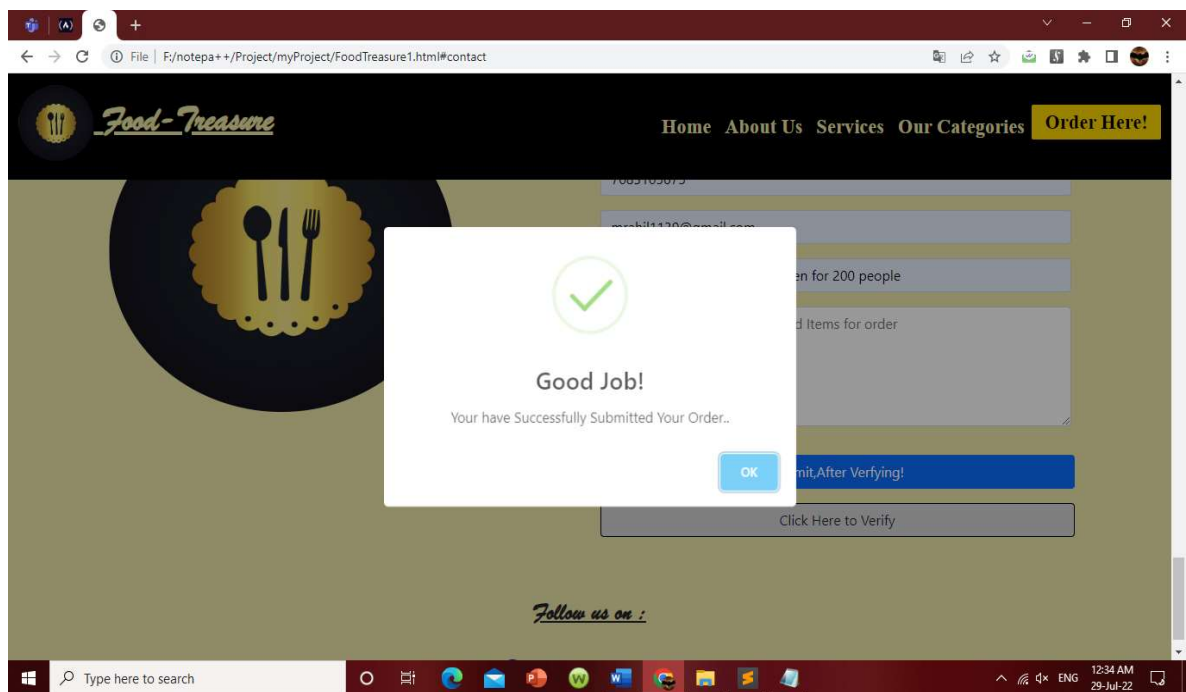 File | F:/notepa++/Project/myProject/FoodTreasure1.html#contact
Food-Treasure
Home About Us Services Our Categories Order Here!
en for 200 people
d Items for order
Good Job!
Your have Successfully Submitted Your Order..
OK
mit,After Verfying!
Click Here to Verify
Follow us on :
Type here to search
ENG
12:34 AM
29-Jul-22